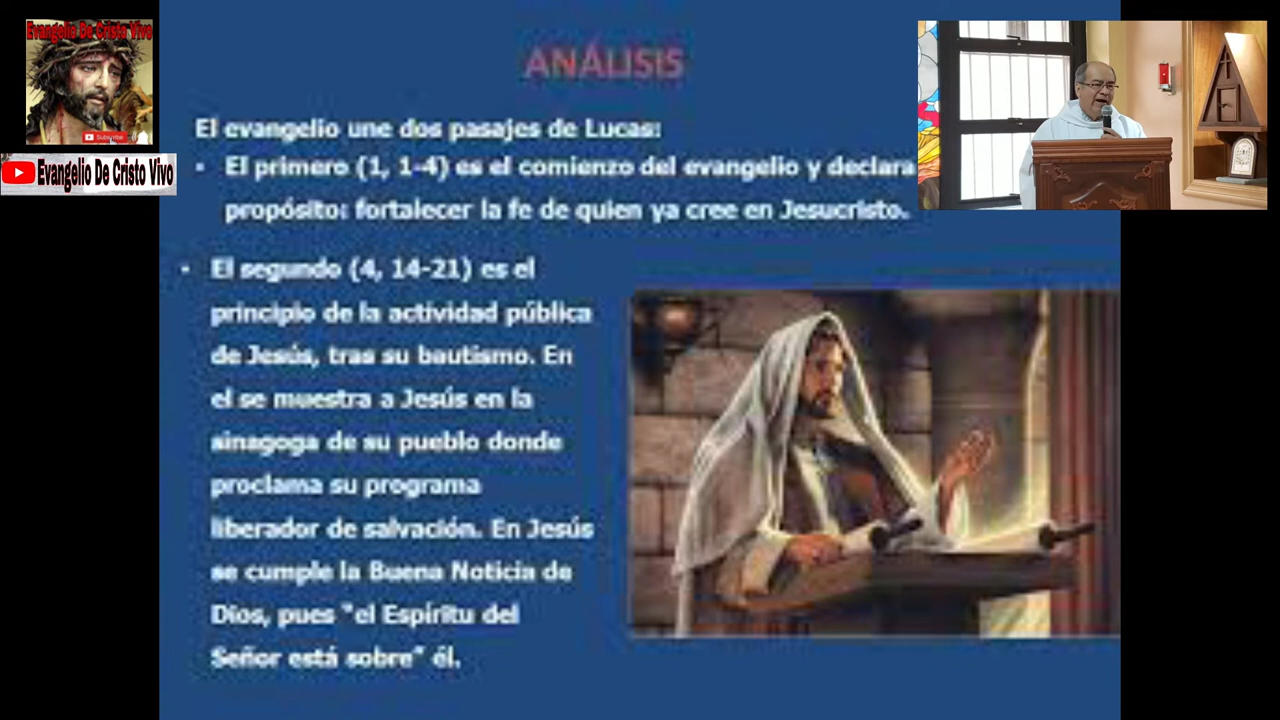 Evangelio De Cristo Vivo
Subscribe
Evangelio De Cristo Vivo
ANÁLISIS
El evangelio une dos pasajes de Lucas:
• El primero (1, 1-4) es el comienzo del evangelio y declara
propósito: fortalecer la fe de quien ya cree en Jesucristo.
• El segundo (4, 14-21) es el
principio de la actividad pública
de Jesús, tras su bautismo. En
el se muestra a Jesús en la
sinagoga de su pueblo donde
proclama su programa
liberador de salvación. En Jesús
se cumple la Buena Noticia de
Dios, pues "el Espíritu del
Señor está sobre" él.